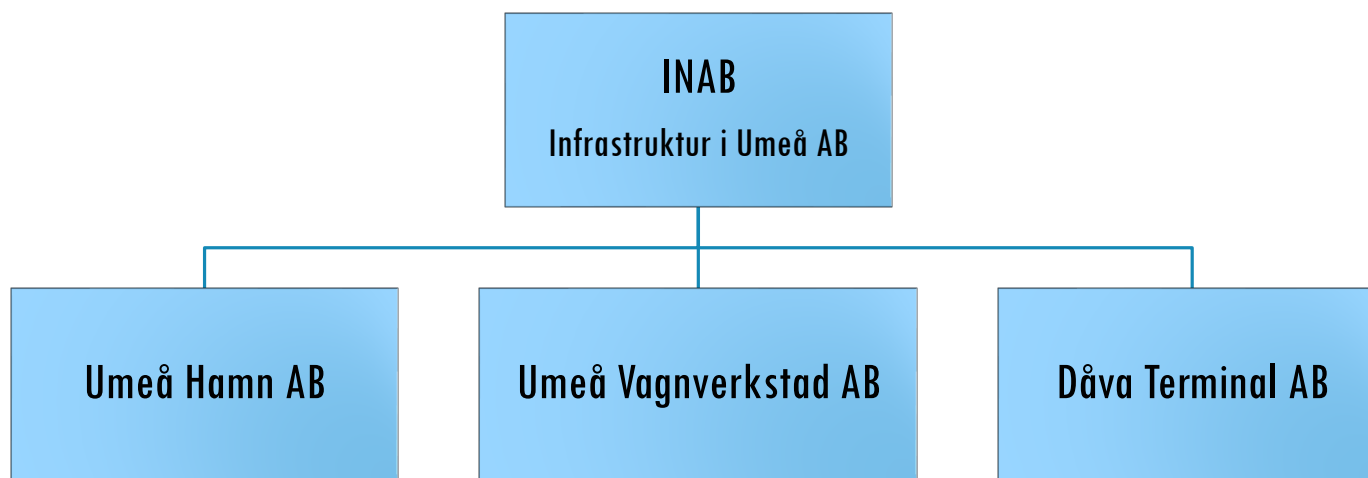 INAB
Infrastruktur i Umeå AB
Umeå Hamn AB
Umeå Vagnverkstad AB
Dåva Terminal AB